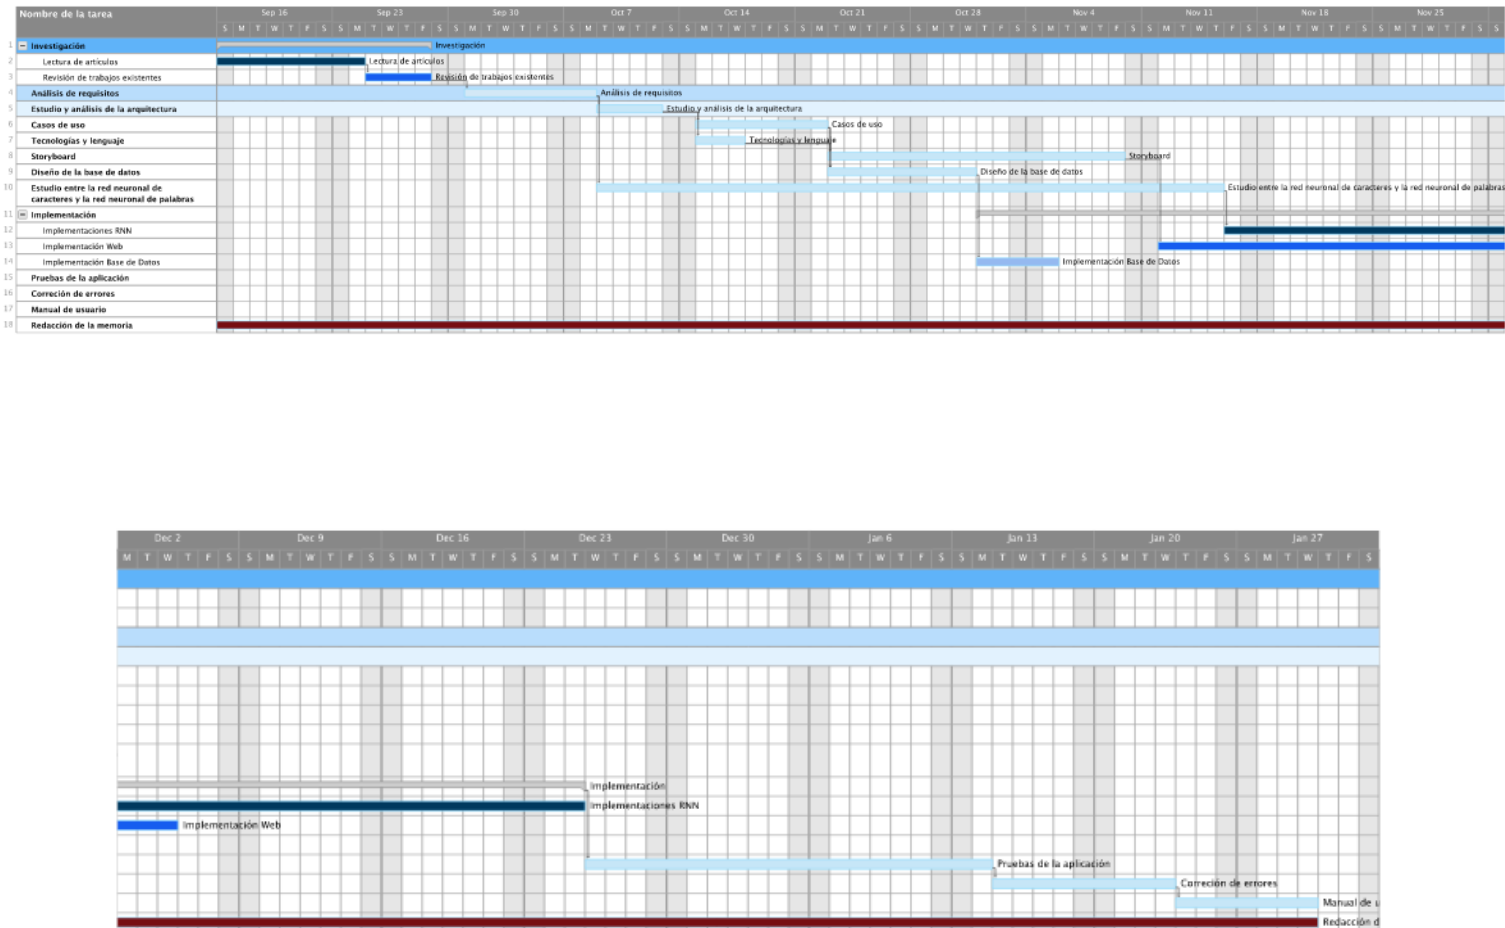 Nombre de la tarea
Sep 16 Sep 23 Sep 30 Oct 7 Oct 14 Oct 21 Oct 28 Nov 4 Nov 11 Nov 18 Nov 25
S M T W T F S S M T W T F S S M T W T F S S M T W T F S S M T W T F S S M T W T F S S M T W T F S S M T W T F S S M T W T F S S M T W T F S S M T W T F S S
1 Investigación Investigación
2 Lectura de artículos Lectura de artículos
3 Revisión de trabajos existentes Revisión de trabajos existentes
4 Análisis de requisitos Análisis de requisitos
5 Estudio y análisis de la arquitectura Estudio y análisis de la arquitectura
6 Casos de uso Casos de uso
7 Tecnologías y lenguaje Tecnologías y lenguaje
8 Storyboard Storyboard
9 Diseño de la base de datos Diseño de la base de datos
10 Estudio entre la red neuronal de Estudio entre la red neuronal de caracteres y la red neuronal de palabras
caracteres y la red neuronal de palabras
11 Implementación
12 Implementaciones RNN
13 Implementación Web
14 Implementación Base de Datos Implementación Base de Datos
15 Pruebas de la aplicación
16 Correción de errores
17 Manual de usuario
18 Redacción de la memoria
Dec 2 Dec 9 Dec 16 Dec 23 Dec 30 Jan 6 Jan 13 Jan 20 Jan 27
M T W T F S S M T W T F S S M T W T F S S M T W T F S S M T W T F S S M T W T F S S M T W T F S S M T W T F S S M T W T F S
Implementación
Implementaciones RNN
Implementación Web
Pruebas de la aplicación
Correción de errores
Manual de u
Redacción d